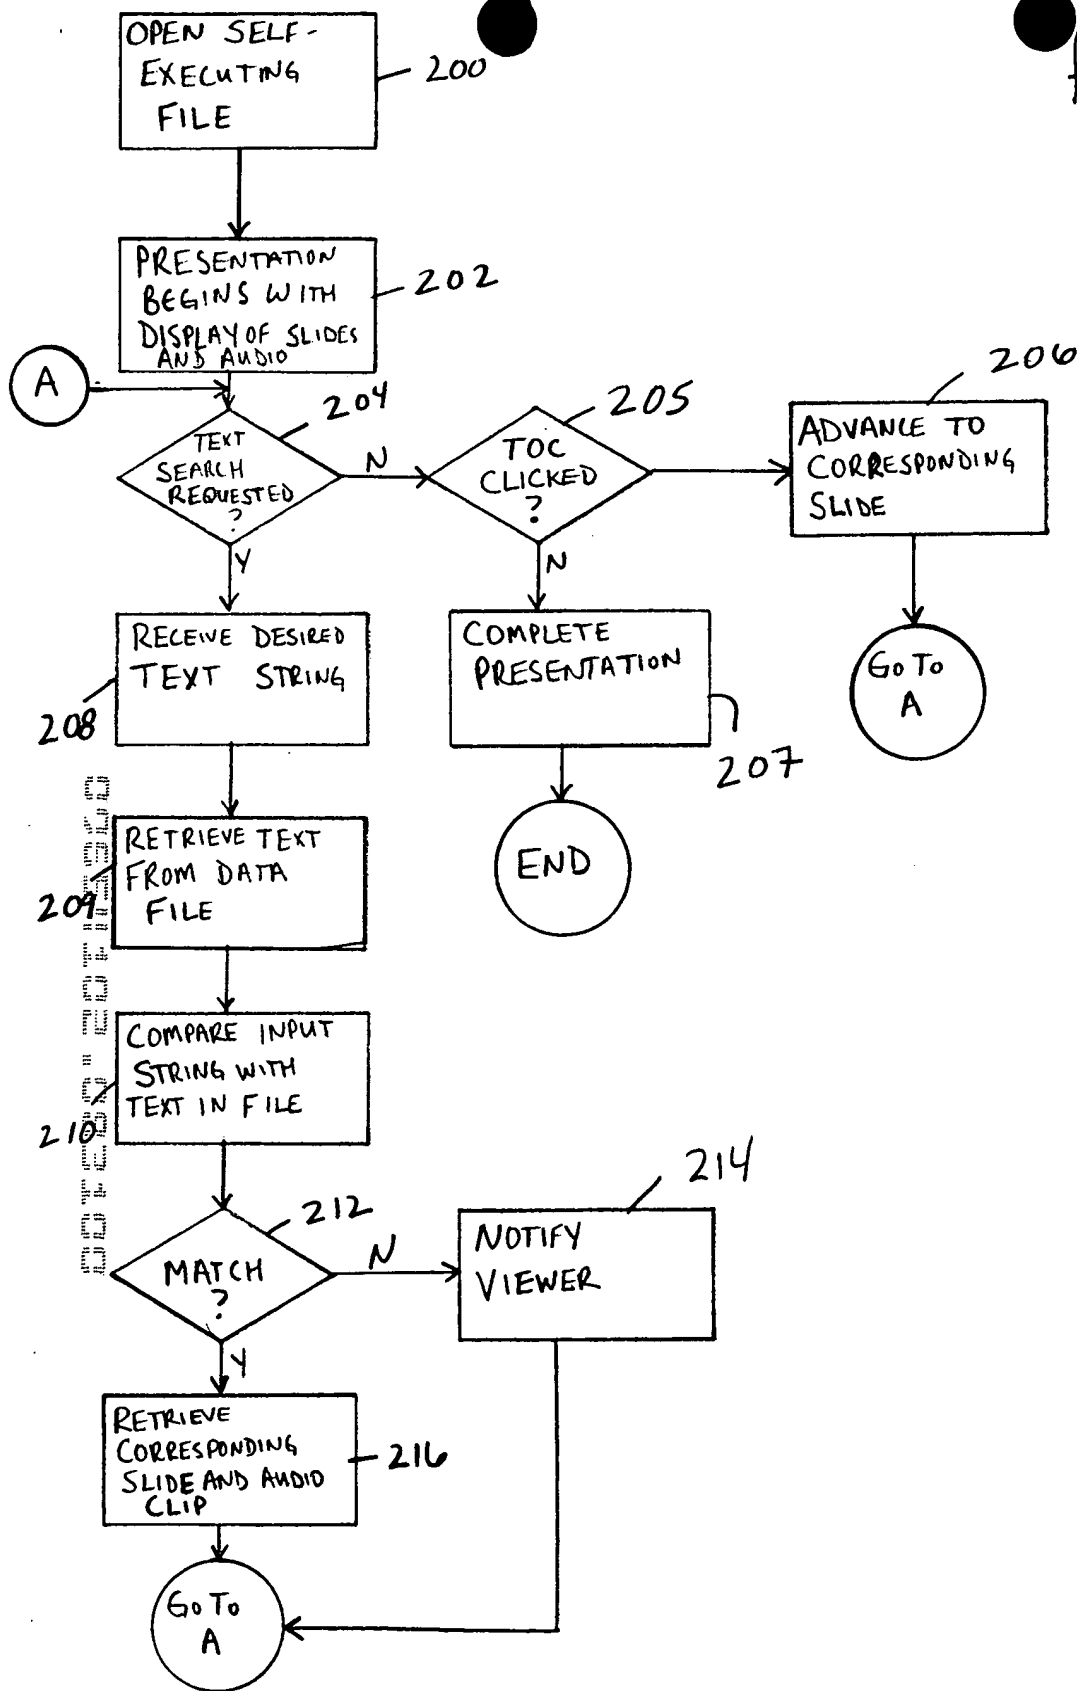 OPEN SELF-
EXECUTING
FILE
200
PRESENTATION
BEGINS WITH
DISPLAY OF SLIDES
AND AUDIO
202
A
204
TEXT
SEARCH
REQUESTED
?
N
Y
205
TOC
CLICKED
?
N
206
ADVANCE TO
CORRESPONDING
SLIDE
GO TO
A
COMPLETE
PRESENTATION
207
END
RECEIVE DESIRED
TEXT STRING
208
RETRIEVE TEXT
FROM DATA
FILE
209
COMPARE INPUT
STRING WITH
TEXT IN FILE
210
212
MATCH
?
N
Y
214
NOTIFY
VIEWER
RETRIEVE
CORRESPONDING
SLIDE AND AUDIO
CLIP
216
GO TO
A